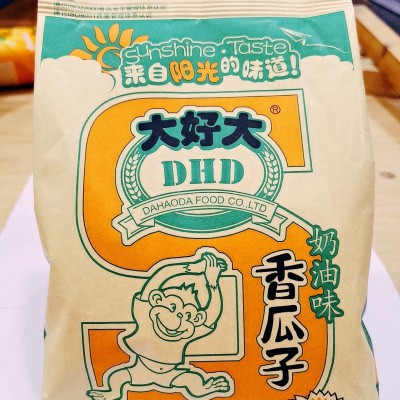 Sunshine·Taste
来自阳光的味道!
大好大®
DHD
DAHAODA FOOD CO.,LTD
奶油味
香瓜子